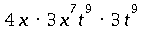 4x · 3x⁷t⁹ · 3t⁹